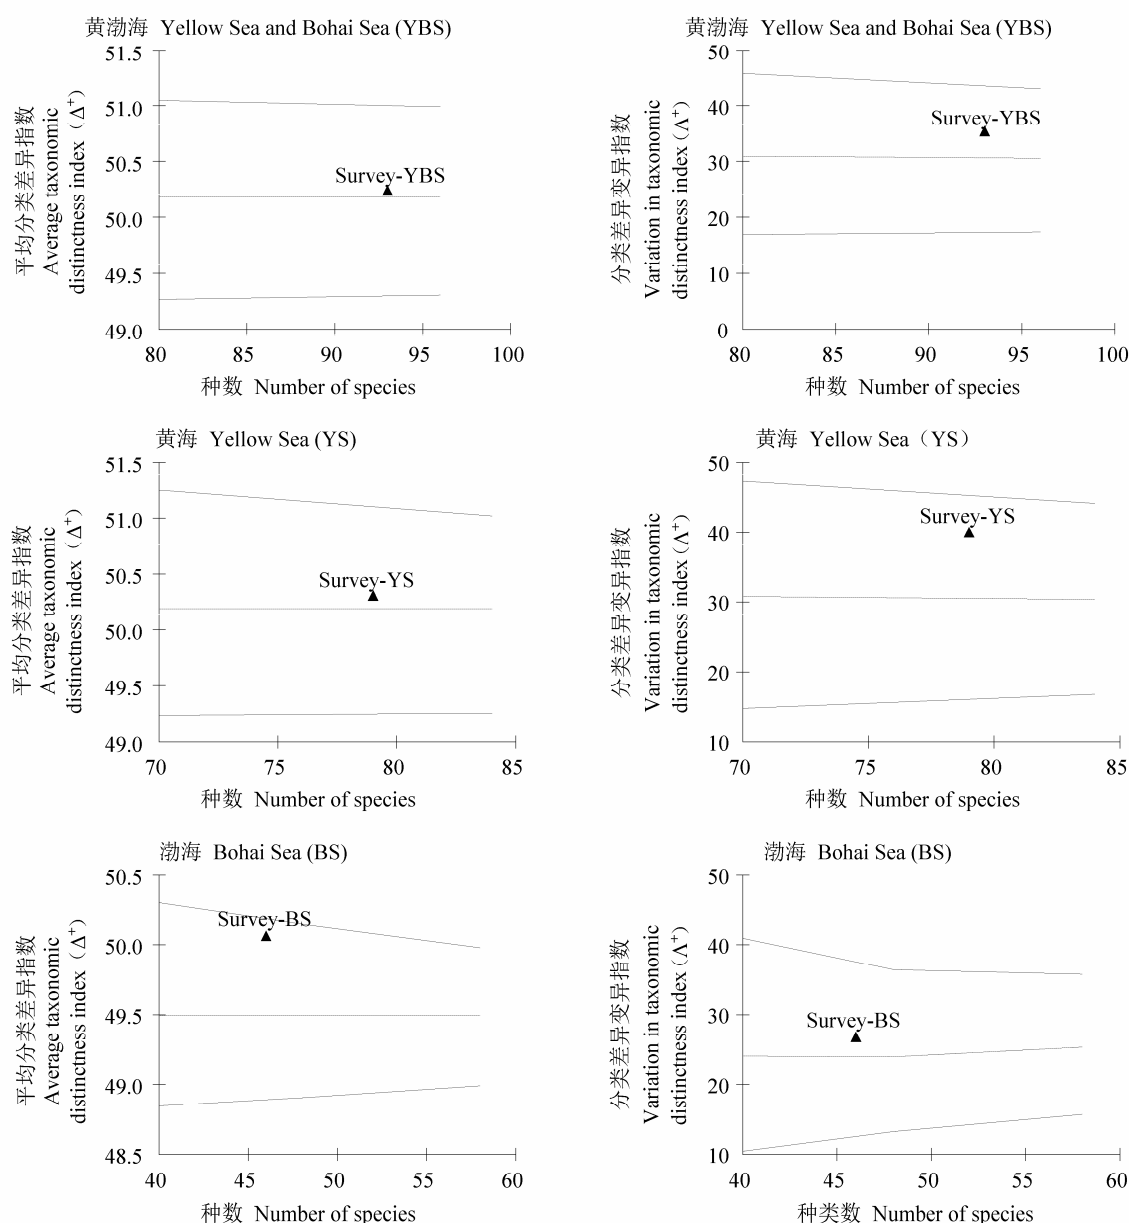 黄渤海 Yellow Sea and Bohai Sea (YBS)
51.5
51.0
50.5
50.0
49.5
49.0
平均分类差异指数
Average taxonomic
distinctness index (Δ⁺)
Survey-YBS
80 85 90 95 100
种数 Number of species
黄渤海 Yellow Sea and Bohai Sea (YBS)
50
40
30
20
10
0
分类差异变异指数
Variation in taxonomic
distinctness index (Λ⁺)
Survey-YBS
80 85 90 95 100
种数 Number of species
黄海 Yellow Sea (YS)
51.5
51.0
50.5
50.0
49.5
49.0
平均分类差异指数
Average taxonomic
distinctness index (Δ⁺)
Survey-YS
70 75 80 85
种数 Number of species
黄海 Yellow Sea（YS）
50
40
30
20
10
分类差异变异指数
Variation in taxonomic
distinctness index (Λ⁺)
Survey-YS
70 75 80 85
种数 Number of species
渤海 Bohai Sea (BS)
50.5
50.0
49.5
49.0
48.5
平均分类差异指数
Average taxonomic
distinctness index (Δ⁺)
Survey-BS
40 45 50 55 60
种数 Number of species
渤海 Bohai Sea (BS)
50
40
30
20
10
分类差异变异指数
Variation in taxonomic
distinctness index (Λ⁺)
Survey-BS
40 45 50 55 60
种类数 Number of species